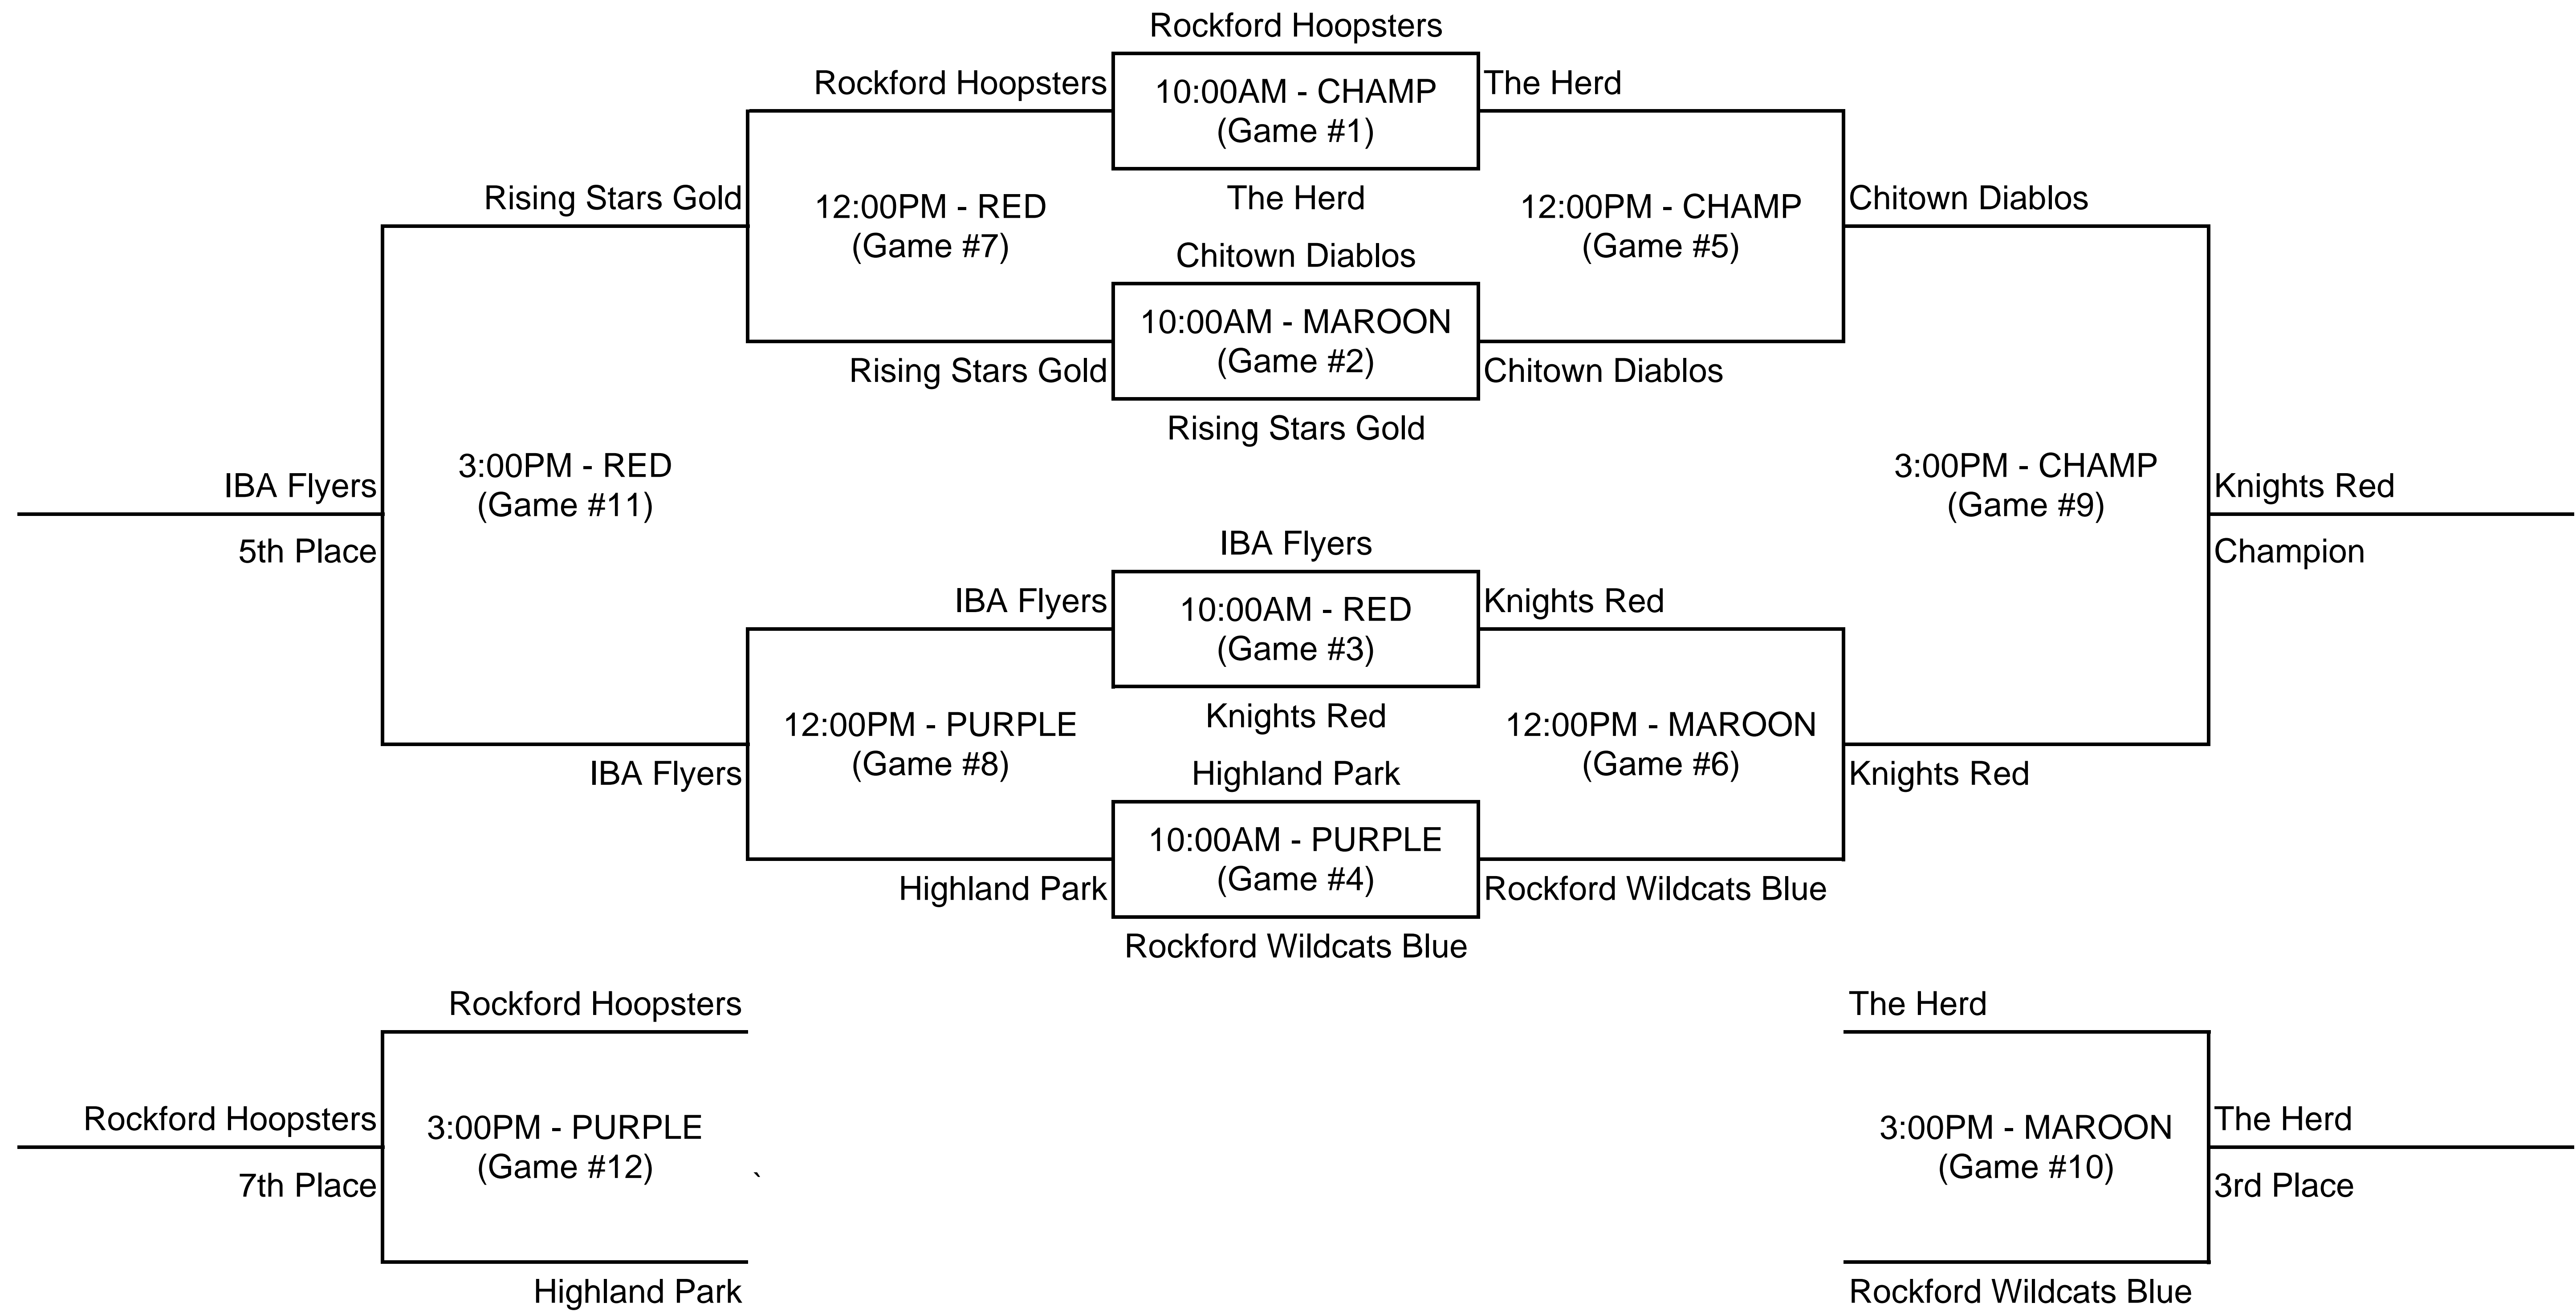 Rockford Hoopsters
Rockford Hoopsters
10:00AM - CHAMP
(Game #1)
The Herd
Rising Stars Gold
12:00PM - RED
(Game #7)
The Herd
12:00PM - CHAMP
(Game #5)
Chitown Diablos
Chitown Diablos
10:00AM - MAROON
(Game #2)
Rising Stars Gold
Chitown Diablos
Rising Stars Gold
IBA Flyers
5th Place
3:00PM - RED
(Game #11)
3:00PM - CHAMP
(Game #9)
Knights Red
Champion
IBA Flyers
IBA Flyers
10:00AM - RED
(Game #3)
Knights Red
12:00PM - PURPLE
(Game #8)
Knights Red
12:00PM - MAROON
(Game #6)
IBA Flyers
Highland Park
Knights Red
10:00AM - PURPLE
(Game #4)
Highland Park
Rockford Wildcats Blue
Rockford Wildcats Blue
Rockford Hoopsters
The Herd
Rockford Hoopsters
7th Place
3:00PM - PURPLE
(Game #12)
`
3:00PM - MAROON
(Game #10)
The Herd
3rd Place
Highland Park
Rockford Wildcats Blue